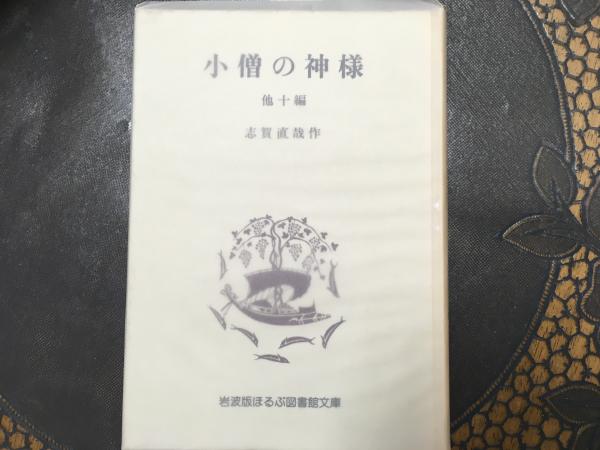 小僧の神様
他十編
志賀直哉作
岩波版ほるぷ図書館文庫